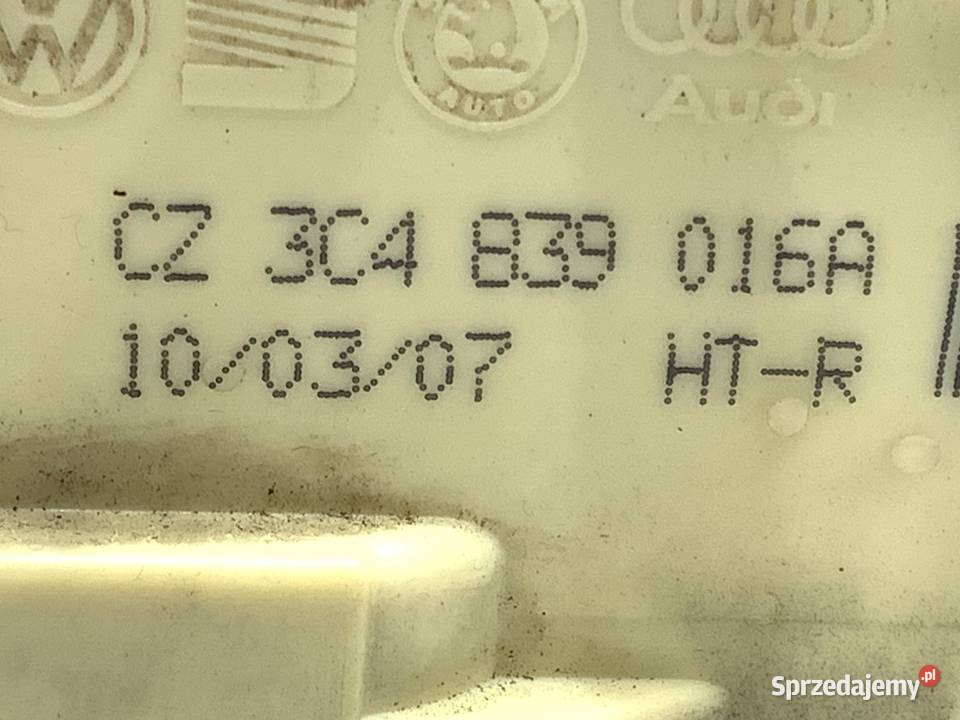 AUTO
Audi
CZ 3C4 839 016A
10/03/07 HT-R
Sprzedajemy.pl